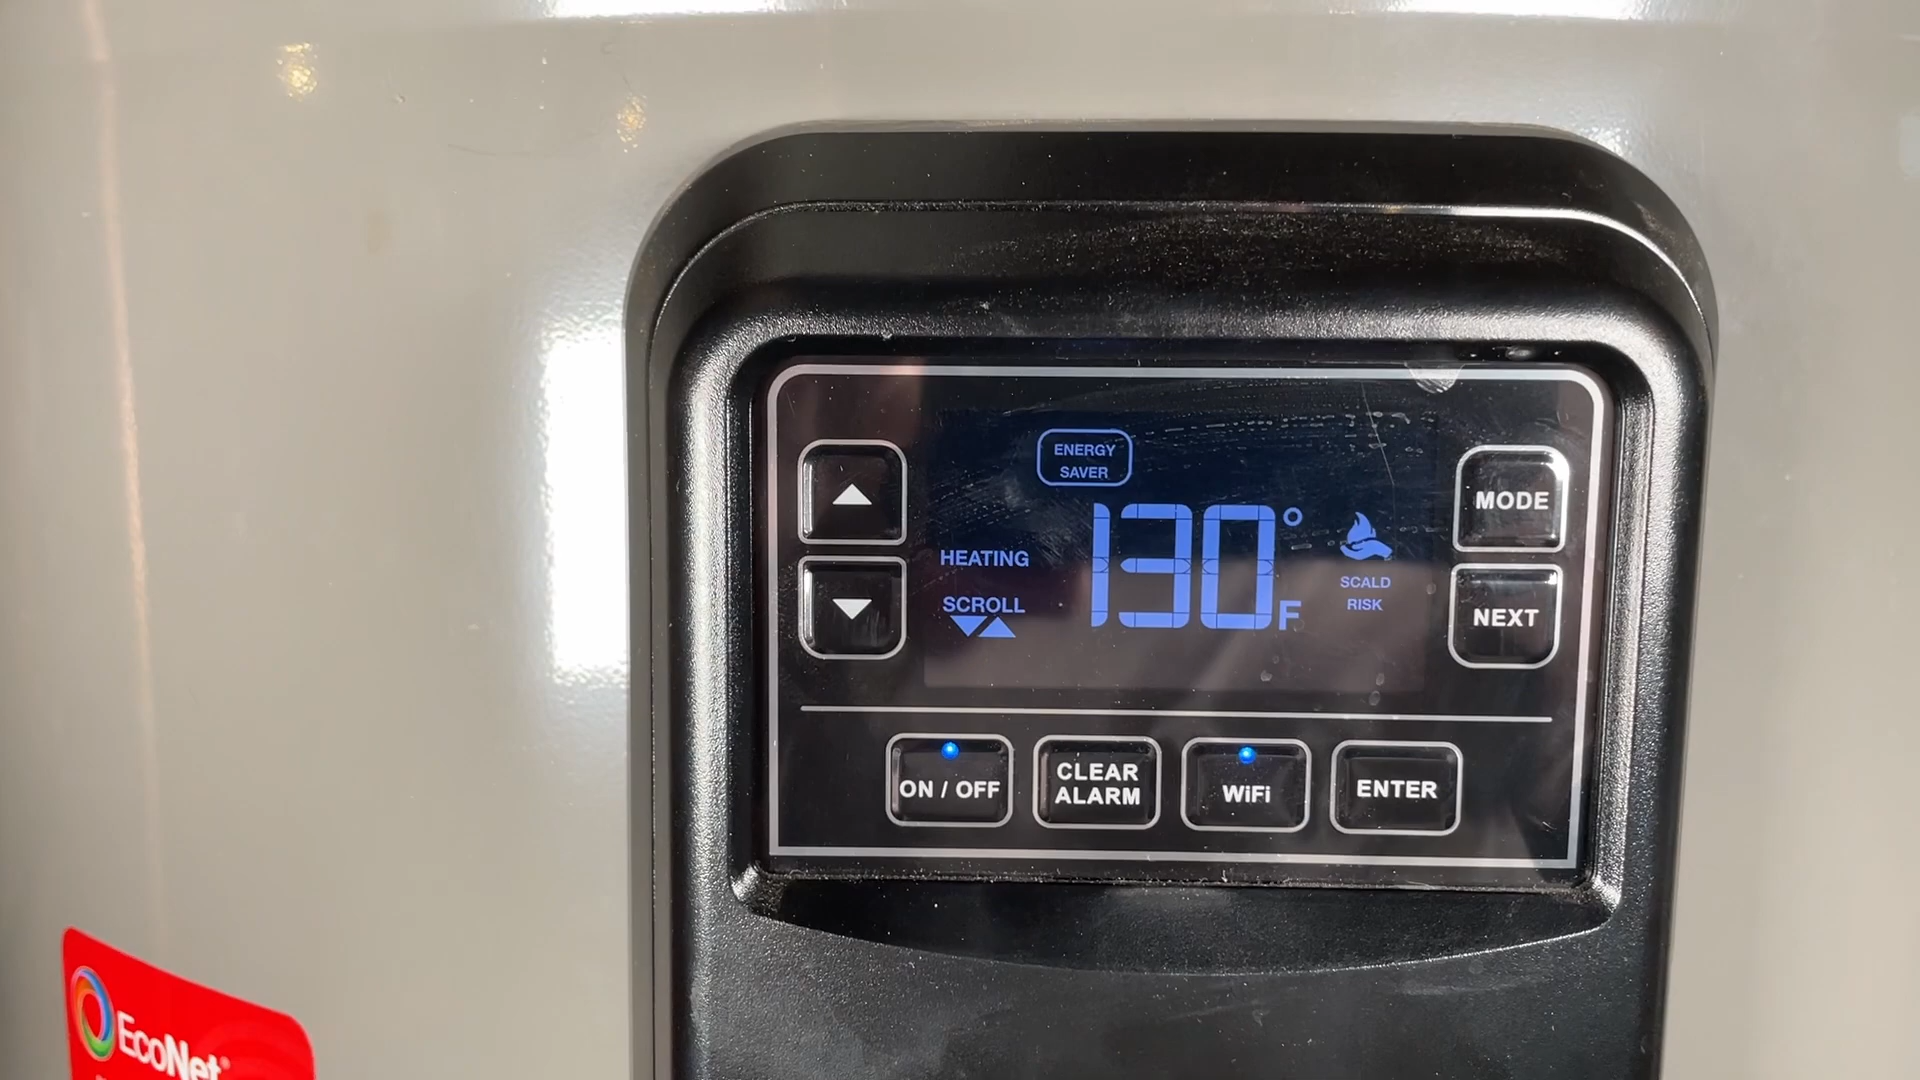 ENERGY
SAVER
HEATING
SCROLL
130°F
SCALD
RISK
MODE
NEXT
ON / OFF
CLEAR
ALARM
WiFi
ENTER
EcoNet